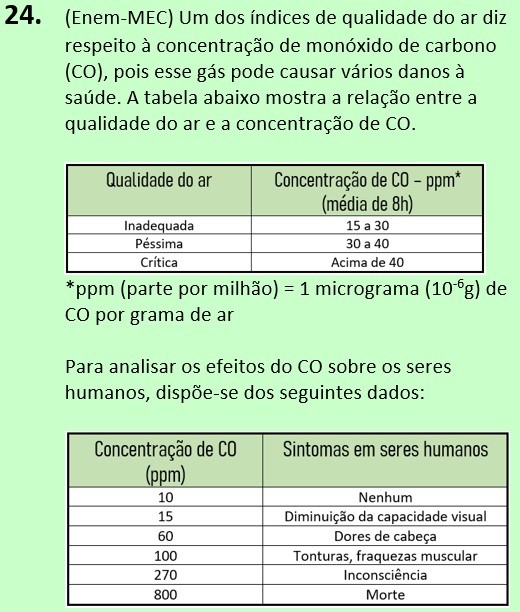 24. (Enem-MEC) Um dos índices de qualidade do ar diz
respeito à concentração de monóxido de carbono
(CO), pois esse gás pode causar vários danos à
saúde. A tabela abaixo mostra a relação entre a
qualidade do ar e a concentração de CO.
Qualidade do ar Concentração de CO – ppm*
(média de 8h)
Inadequada 15 a 30
Péssima 30 a 40
Crítica Acima de 40
*ppm (parte por milhão) = 1 micrograma (10⁻⁶g) de
CO por grama de ar
Para analisar os efeitos do CO sobre os seres
humanos, dispõe-se dos seguintes dados:
Concentração de CO Sintomas em seres humanos
(ppm)
10 Nenhum
15 Diminuição da capacidade visual
60 Dores de cabeça
100 Tonturas, fraquezas muscular
270 Inconsciência
800 Morte